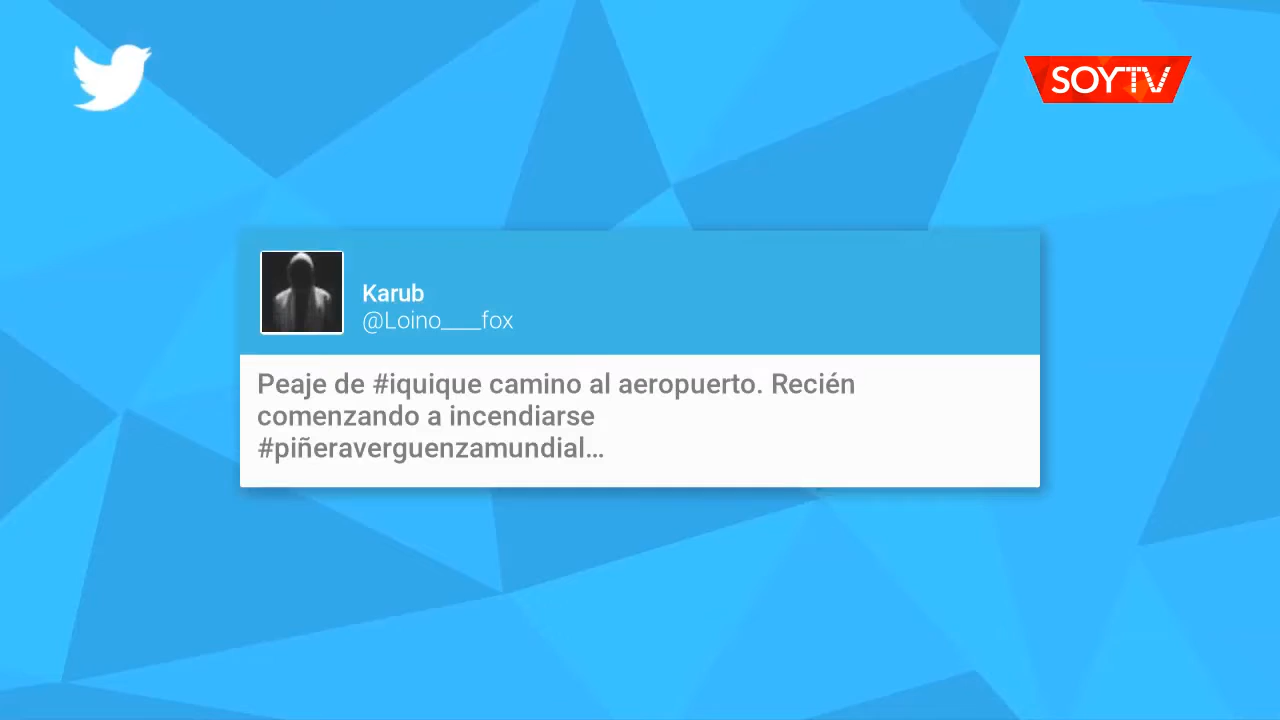 SOYTV
Karub
@Loino____fox
Peaje de #iquique camino al aeropuerto. Recién
comenzando a incendiarse
#piñeraverguenzamundial...